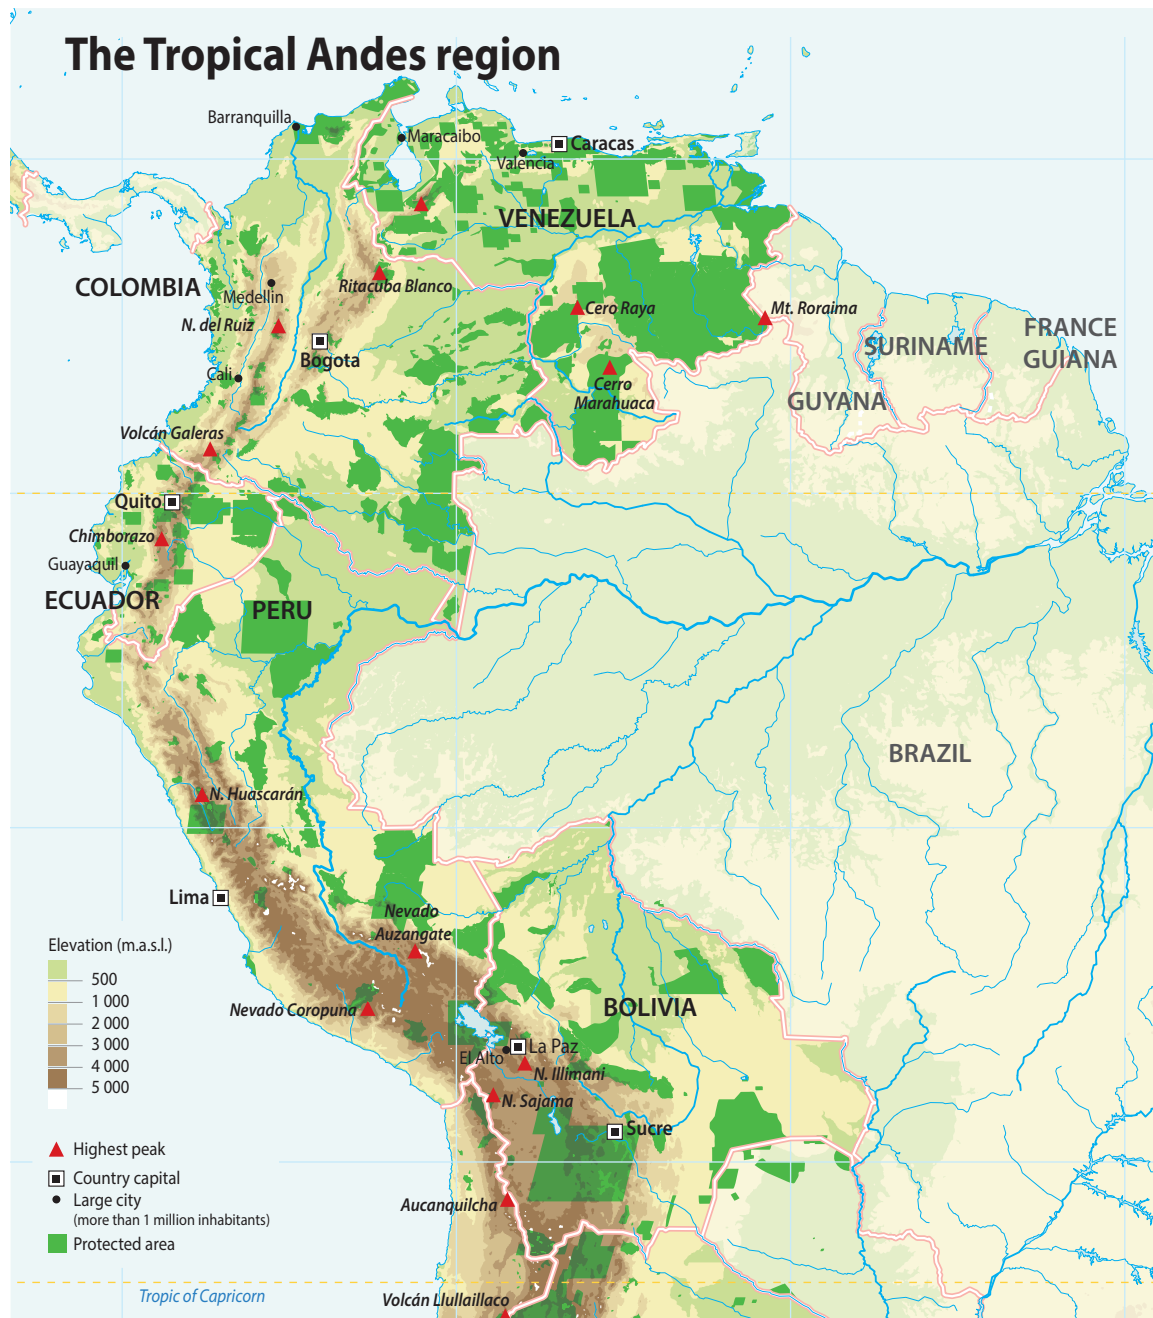 The Tropical Andes region
Barranquilla
Maracaibo
Caracas
Valencia
VENEZUELA
COLOMBIA
Medellin
Ritacuba Blanco
Cero Raya
Mt. Roraima
N. del Ruiz
Bogota
Cali
Cerro
Marahuaca
SURINAME
FRANCE
GUIANA
GUYANA
Volcán Galeras
Quito
Chimborazo
Guayaquil
ECUADOR
PERU
BRAZIL
N. Huascarán
Lima
Nevado
Auzangate
Nevado Coropuna
BOLIVIA
El Alto
La Paz
N. Illimani
N. Sajama
Sucre
Aucanquilcha
Volcán Llullaillaco
Tropic of Capricorn
Elevation (m.a.s.l.)
500
1 000
2 000
3 000
4 000
5 000
Highest peak
Country capital
Large city
(more than 1 million inhabitants)
Protected area